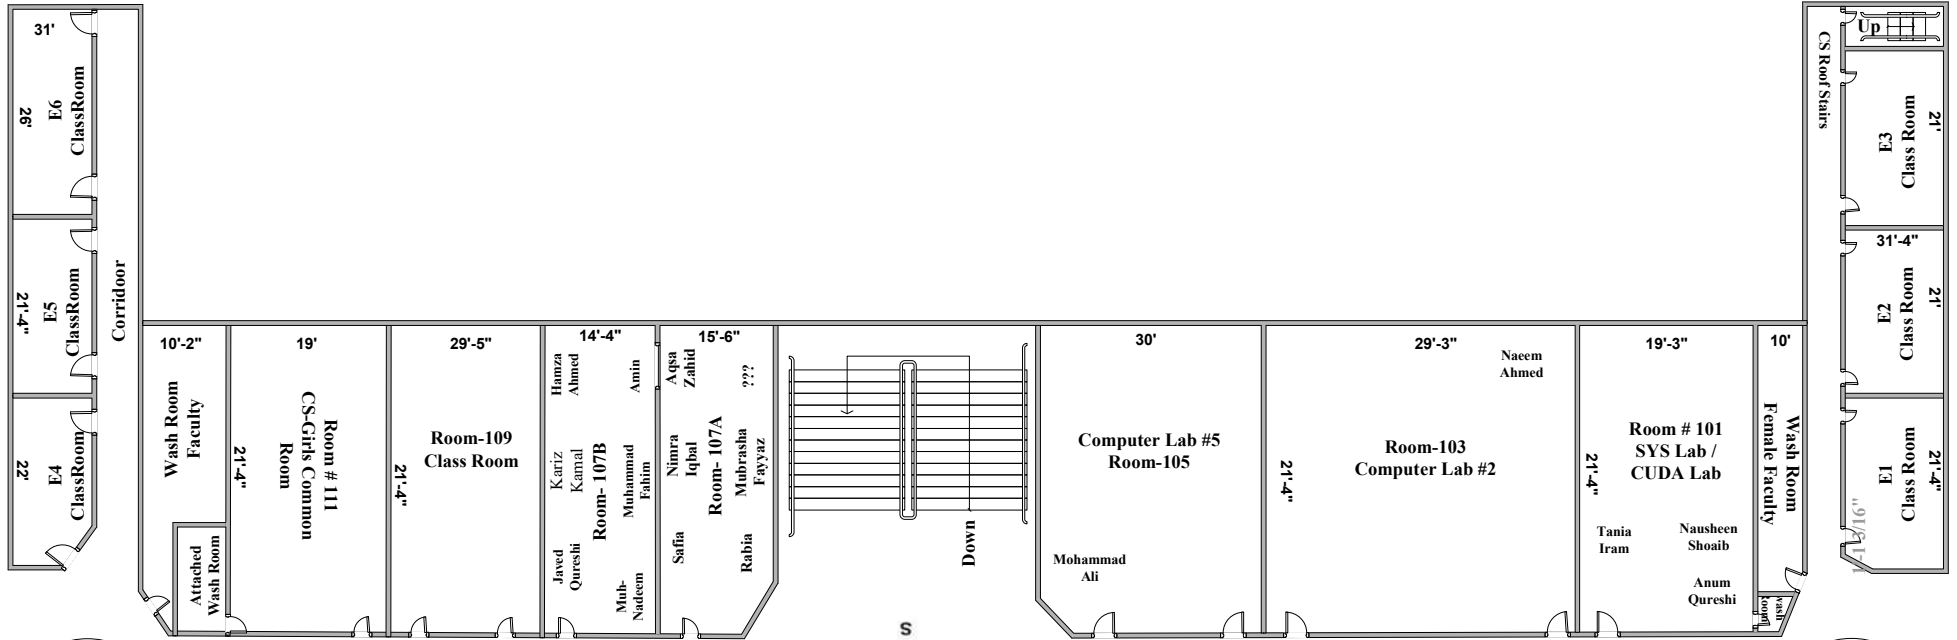 31'
E6
ClassRoom
26'
E5
ClassRoom
21'-4"
E4
ClassRoom
22'
Corridoor
10'-2"
Wash Room
Faculty
Attached
Wash Room
19'
Room # 111
CS-Girls Common
Room
21'-4"
29'-5"
Room-109
Class Room
21'-4"
14'-4"
Hamza
Ahmed
Amin
Kariz
Kamal
Room- 107B
Muhammad
Fahim
Javed
Qureshi
Muh-
Nadeem
15'-6"
Aqsa
Zahid
???
Nimra
Iqbal
Room- 107A
Mubrasha
Fayyaz
Safia
Rabia
Down
S
30'
Computer Lab #5
Room-105
Mohammad
Ali
29'-3"
Naeem
Ahmed
Room-103
Computer Lab #2
21'-4"
19'-3"
Room # 101
SYS Lab /
CUDA Lab
21'-4"
Tania
Iram
Nausheen
Shoaib
Anum
Qureshi
10'
Wash Room
Female Faculty
Wash
Room
CS Roof Stairs
Up
E3
Class Room
21'
31'-4"
E2
Class Room
21'
E1
Class Room
21'-4"